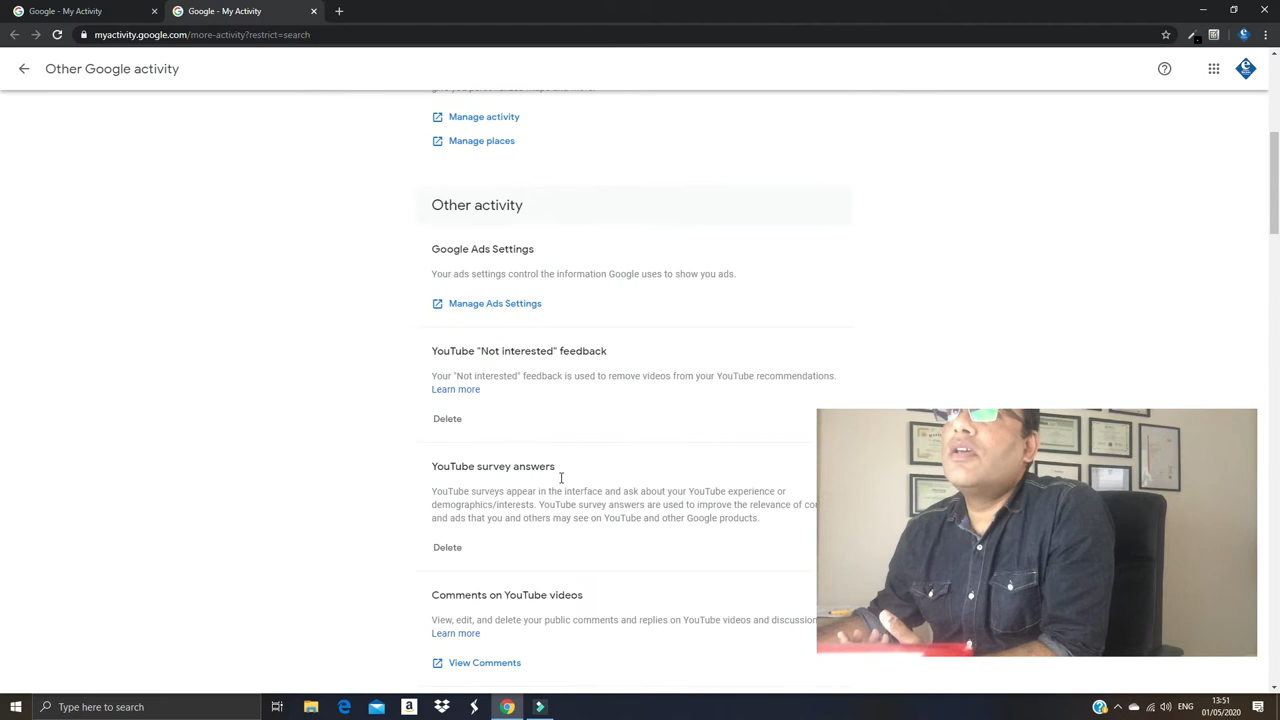 Google - My Activity
Google - My Activity
myactivity.google.com/more-activity?restrict=search
Other Google activity
Manage activity
Manage places
Other activity
Google Ads Settings
Your ads settings control the information Google uses to show you ads.
Manage Ads Settings
YouTube "Not interested" feedback
Your "Not interested" feedback is used to remove videos from your YouTube recommendations.
Learn more
Delete
YouTube survey answers
YouTube surveys appear in the interface and ask about your YouTube experience or
demographics/interests. YouTube survey answers are used to improve the relevance of
and ads that you and others may see on YouTube and other Google products.
Delete
Comments on YouTube videos
View, edit, and delete your public comments and replies on YouTube videos and
Learn more
View Comments
Type here to search
13:51
01/05/2020